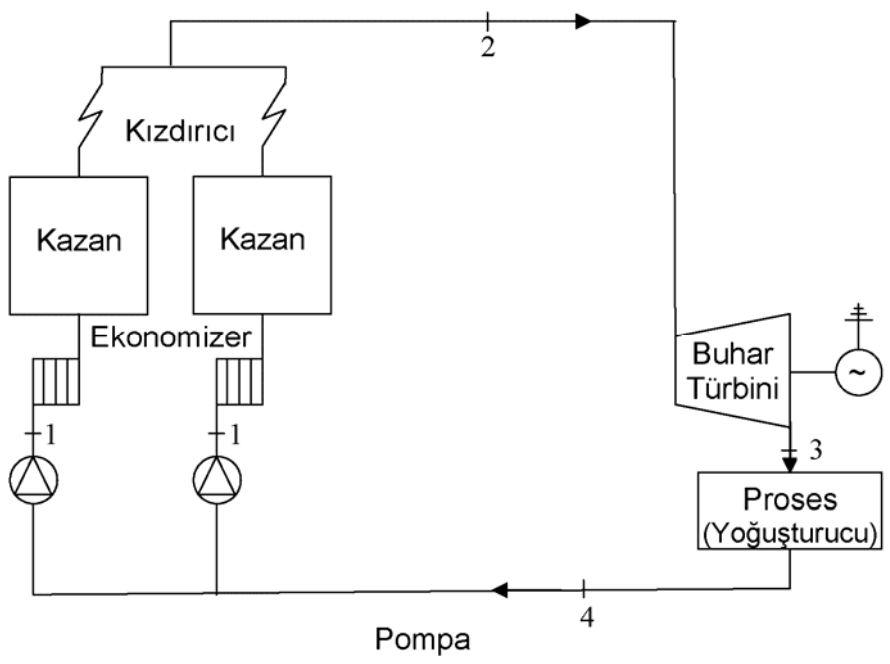 2
Kızdırıcı
Kazan
Kazan
Ekonomizer
Buhar
Türbini
~
1
1
3
Proses
(Yoğuşturucu)
4
Pompa